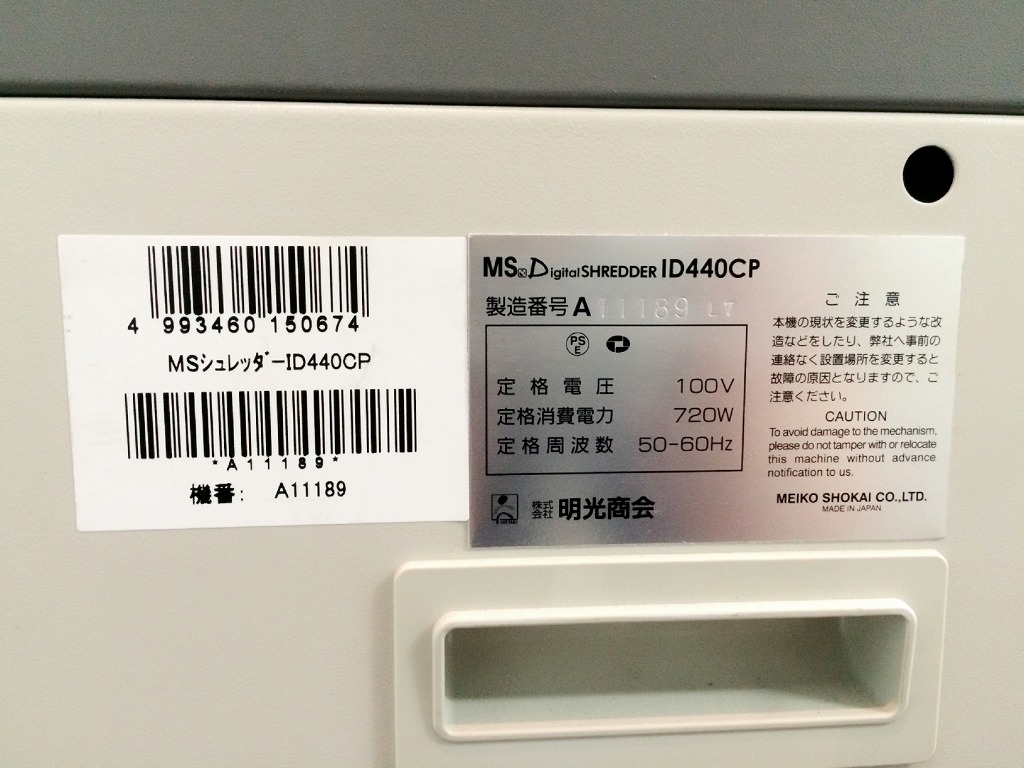 4 993460 150674
MSシュレッダーID440CP
*A11189*
機番: A11189
MS Digital SHREDDER ID440CP
製造番号 A 11189 LT
PS
E
定格電圧 100V
定格消費電力 720W
定格周波数 50-60Hz
株式
会社 明光商会
ご注意
本機の現状を変更するような改
造などをしたり、弊社へ事前の
連絡なく設置場所を変更すると
故障の原因となりますので、ご
注意ください。
CAUTION
To avoid damage to the mechanism,
please do not tamper with or relocate
this machine without advance
notification to us.
MEIKO SHOKAI CO.,LTD.
MADE IN JAPAN